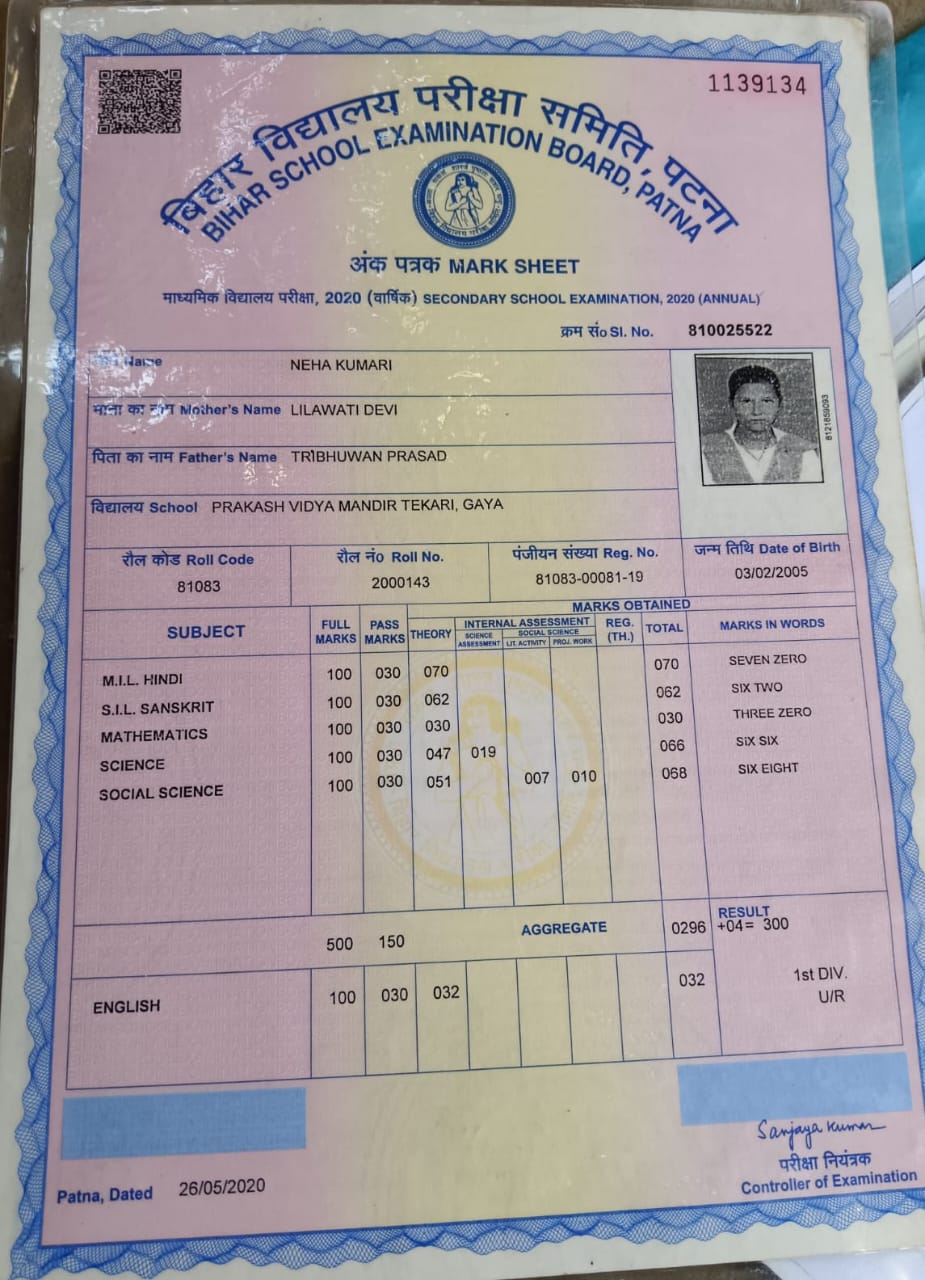 1139134
बिहार विद्यालय परीक्षा समिति, पटना
BIHAR SCHOOL EXAMINATION BOARD, PATNA
अंक पत्रक MARK SHEET
माध्यमिक विद्यालय परीक्षा, 2020 (वार्षिक) SECONDARY SCHOOL EXAMINATION, 2020 (ANNUAL)
क्रम सं० Sl. No. 810025522
Name NEHA KUMARI
माता का नाम Mother's Name LILAWATI DEVI
पिता का नाम Father's Name TRIBHUWAN PRASAD
8121859093
विद्यालय School PRAKASH VIDYA MANDIR TEKARI, GAYA
रौल कोड Roll Code रौल नं० Roll No. पंजीयन संख्या Reg. No. जन्म तिथि Date of Birth
81083 2000143 81083-00081-19 03/02/2005
MARKS OBTAINED
SUBJECT FULL MARKS PASS MARKS THEORY INTERNAL ASSESSMENT SCIENCE ASSESSMENT SOCIAL SCIENCE LIT. ACTIVITY PROJ. WORK REG. (TH.) TOTAL MARKS IN WORDS
M.I.L. HINDI 100 030 070 070 SEVEN ZERO
S.I.L. SANSKRIT 100 030 062 062 SIX TWO
MATHEMATICS 100 030 030 030 THREE ZERO
SCIENCE 100 030 047 019 066 SIX SIX
SOCIAL SCIENCE 100 030 051 007 010 068 SIX EIGHT
500 150 AGGREGATE 0296 RESULT
+04= 300
ENGLISH 100 030 032 032 1st DIV.
U/R
Sanjaya Kumar
परीक्षा नियंत्रक
Controller of Examination
Patna, Dated 26/05/2020